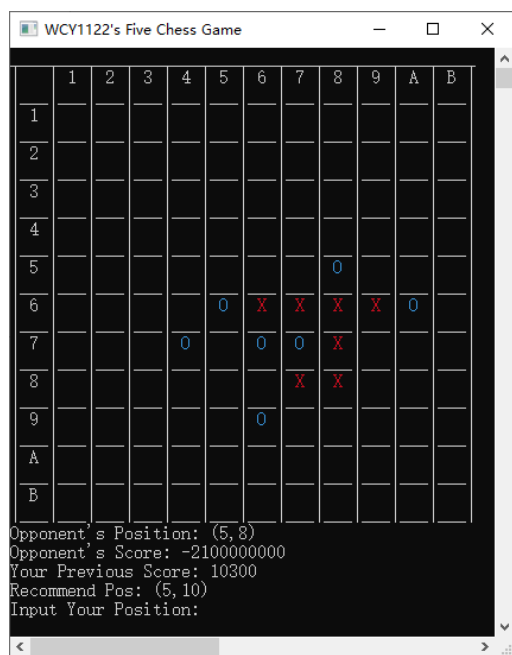 WCY1122's Five Chess Game
1 2 3 4 5 6 7 8 9 A B
1
2
3
4
5 O
6 O X X X X O
7 O O O X
8 X X
9 O
A
B
Opponent's Position: (5,8)
Opponent's Score: -2100000000
Your Previous Score: 10300
Recommend Pos: (5,10)
Input Your Position: